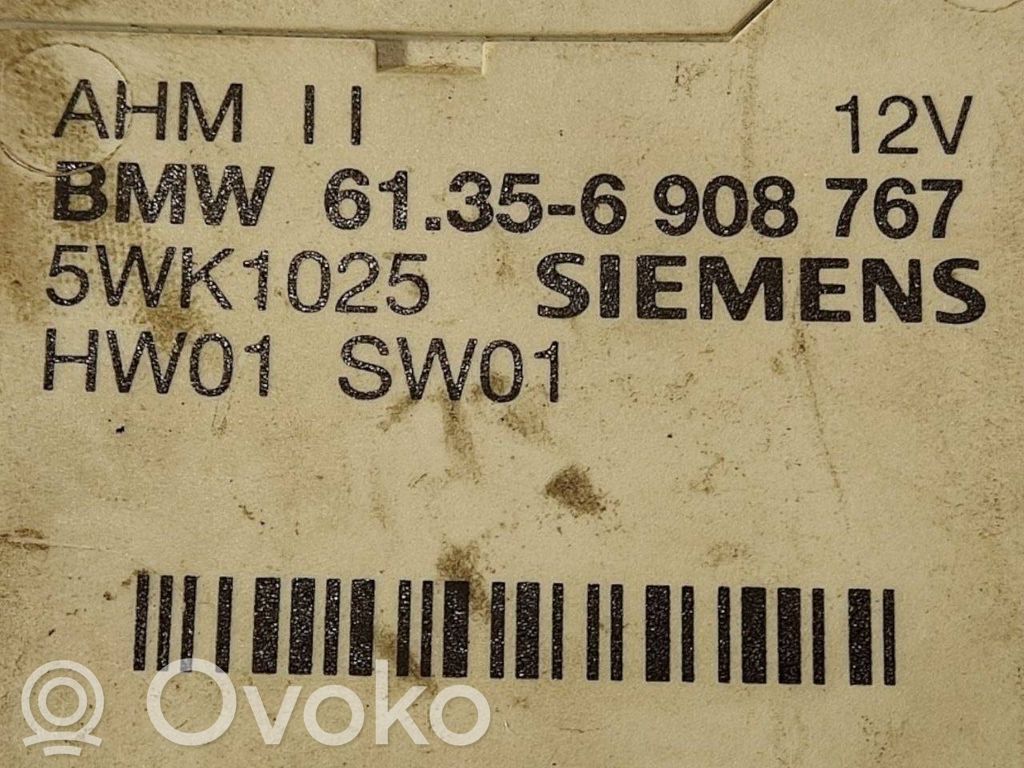 AHM II 12V
BMW 61.35-6 908 767
5WK1025 SIEMENS
HW01 SW01
Ovoko